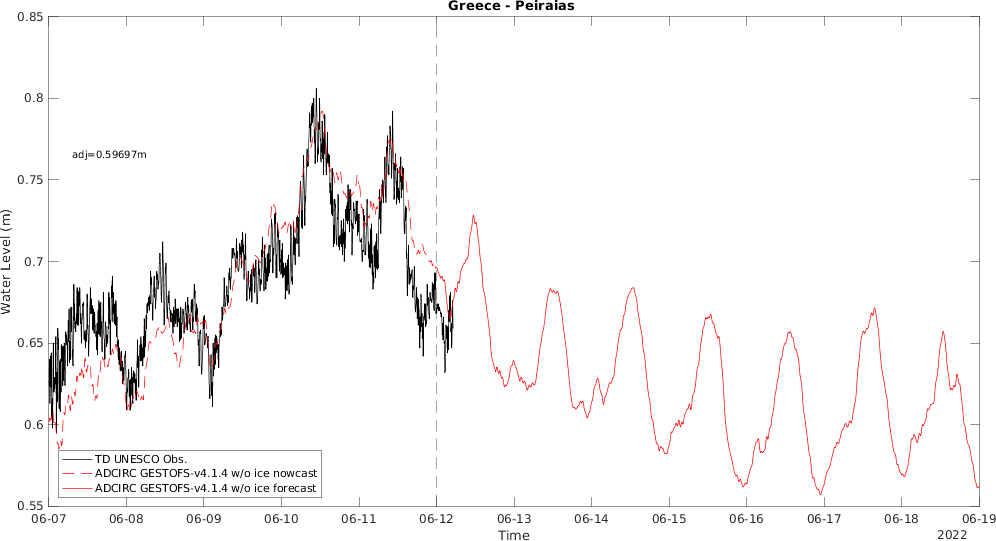 Greece - Peiraias
0.85
0.8
0.75
0.7
0.65
0.6
0.55
Water Level (m)
adj=0.59697m
TD UNESCO Obs.
ADCIRC GESTOFS-v4.1.4 w/o ice nowcast
ADCIRC GESTOFS-v4.1.4 w/o ice forecast
06-07 06-08 06-09 06-10 06-11 06-12 06-13 06-14 06-15 06-16 06-17 06-18 06-19
Time
2022